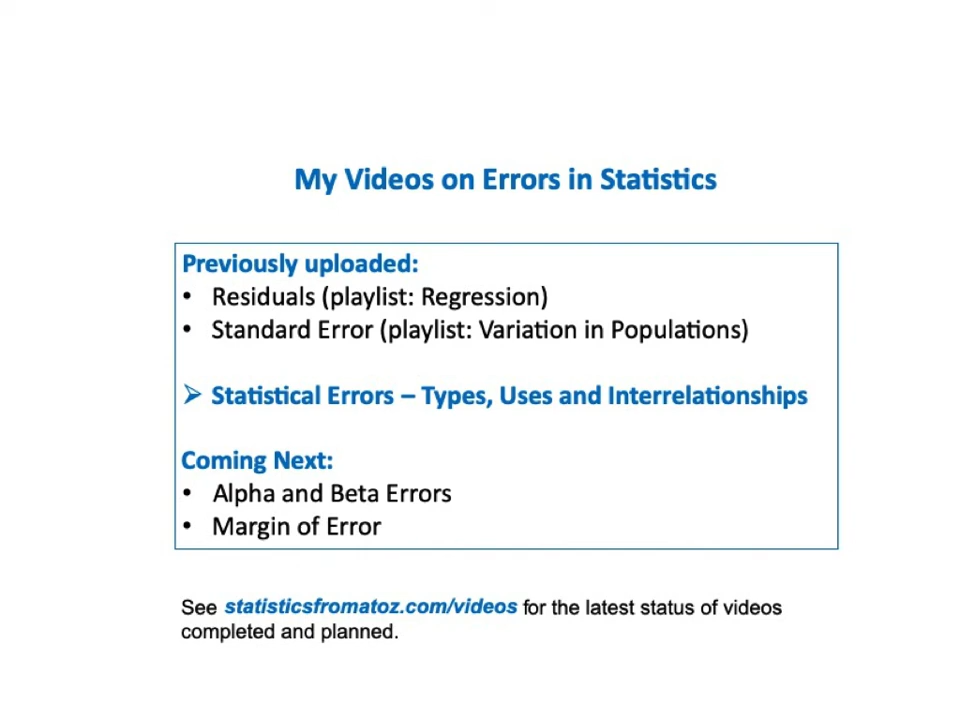 My Videos on Errors in Statistics
Previously uploaded:
• Residuals (playlist: Regression)
• Standard Error (playlist: Variation in Populations)
➢ Statistical Errors – Types, Uses and Interrelationships
Coming Next:
• Alpha and Beta Errors
• Margin of Error
See statisticsfromatoz.com/videos for the latest status of videos
completed and planned.